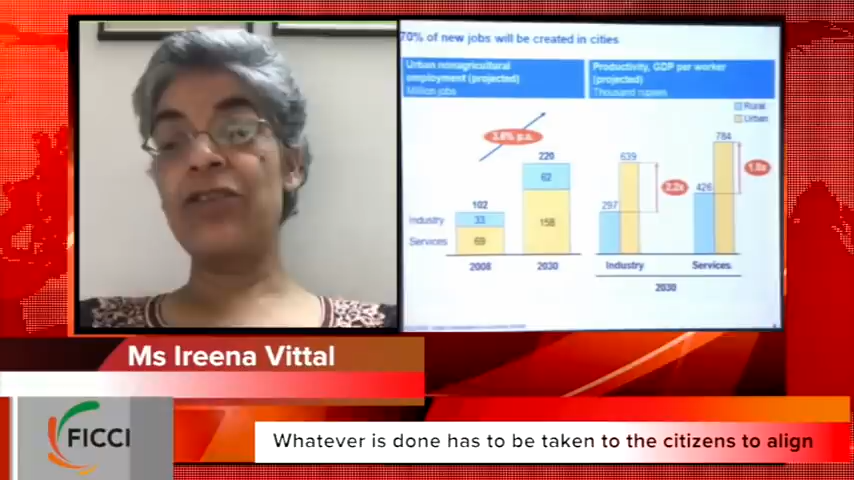 70% of new jobs will be created in cities
Urban nonagricultural
employment (projected)
Million jobs
Productivity, GDP per worker
(projected)
Thousand rupees
Rural
Urban
3.6% p.a.
220
62
158
102
33
69
Industry
Services
2008
2030
639
297
2.2x
784
426
1.8x
Industry
Services
2030
Ms Ireena Vittal
FICCI
Whatever is done has to be taken to the citizens to align